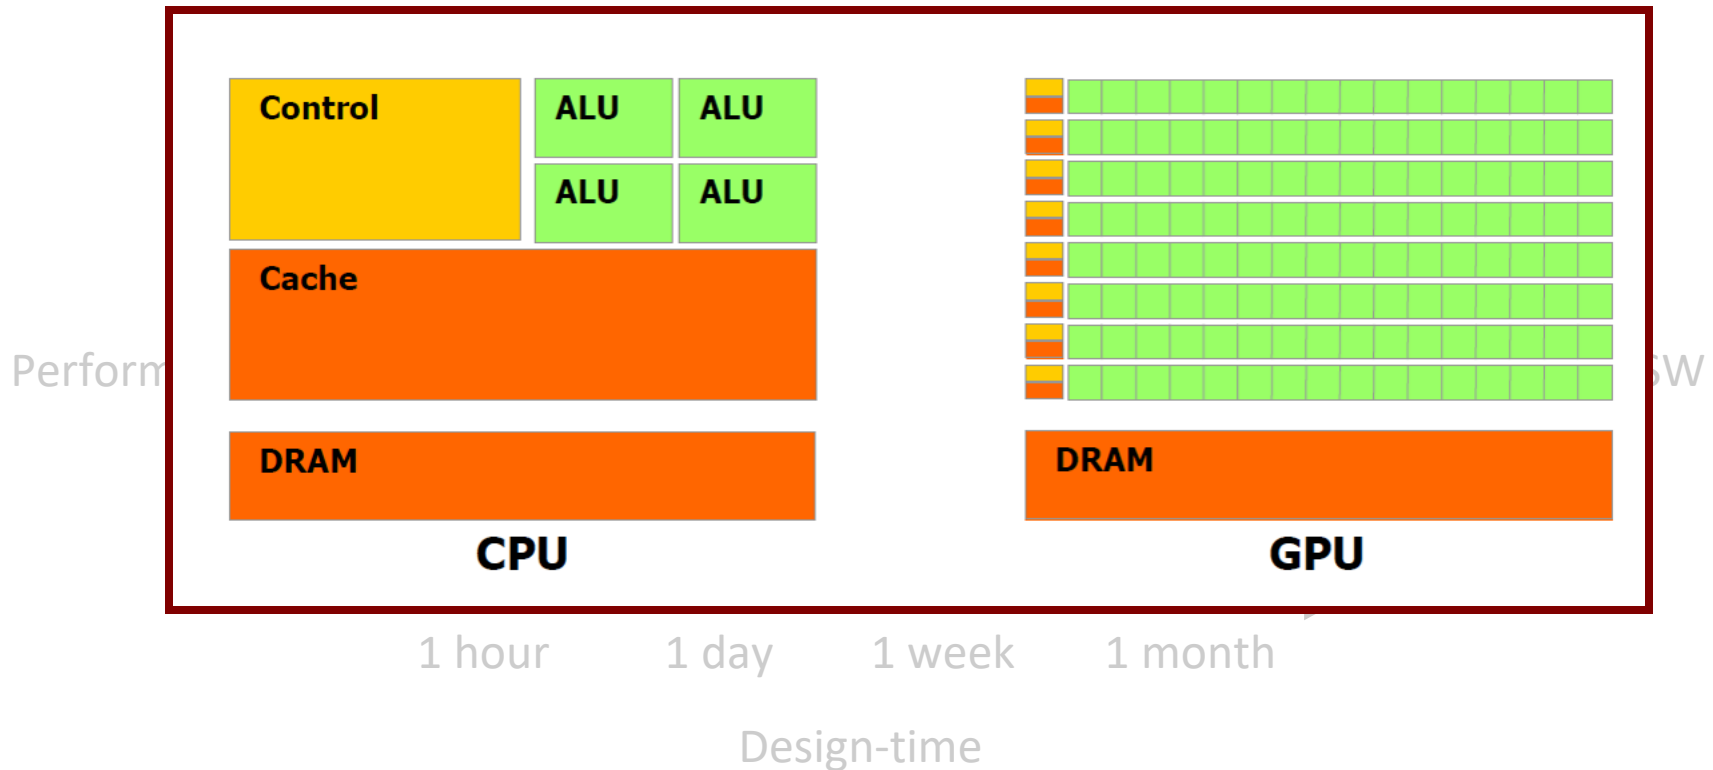 Control
ALU ALU
ALU ALU
Cache
DRAM
CPU
DRAM
GPU
SW
1 hour 1 day 1 week 1 month
Design-time